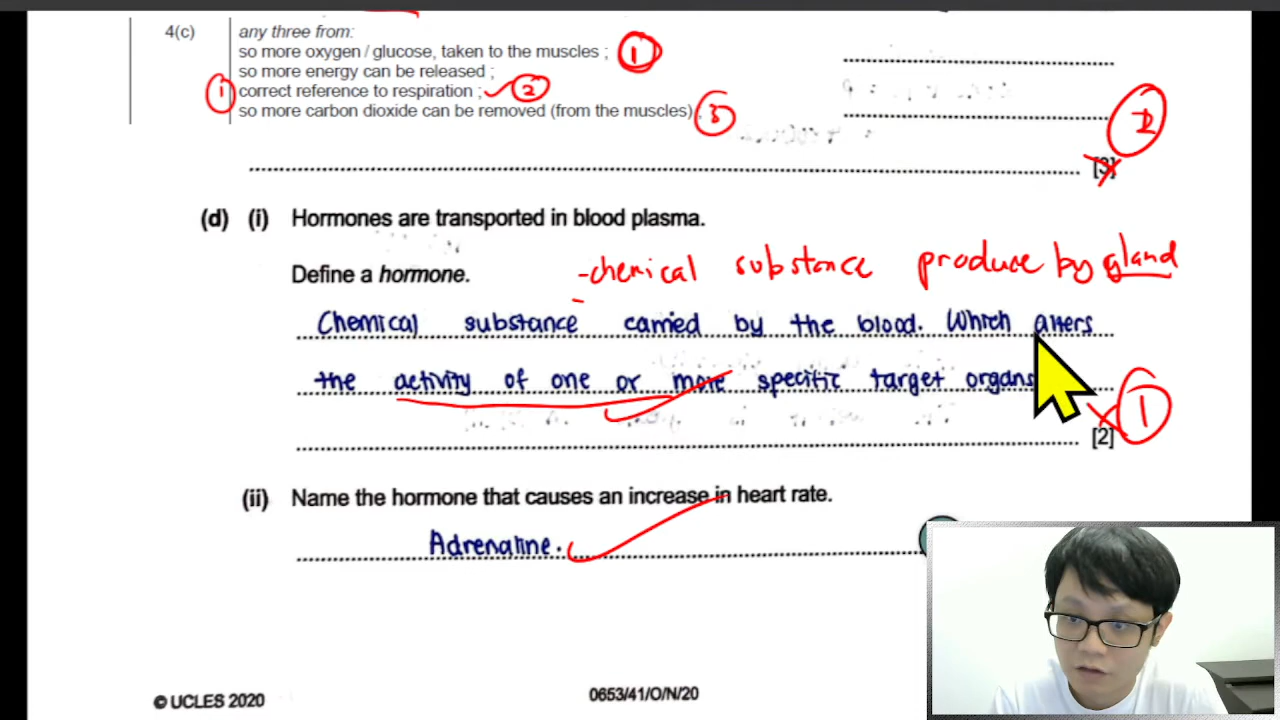 4(c) any three from:
so more oxygen / glucose, taken to the muscles ; 1
so more energy can be released ;
1 correct reference to respiration ; 2
so more carbon dioxide can be removed (from the muscles) ; 3
2
[3]
(d) (i) Hormones are transported in blood plasma.
- chemical substance produce by gland
Define a hormone.
Chemical substance carried by the blood. Which alters
the activity of one or more specific target organs
1
[2]
(ii) Name the hormone that causes an increase in heart rate.
Adrenaline.
© UCLES 2020 0653/41/O/N/20